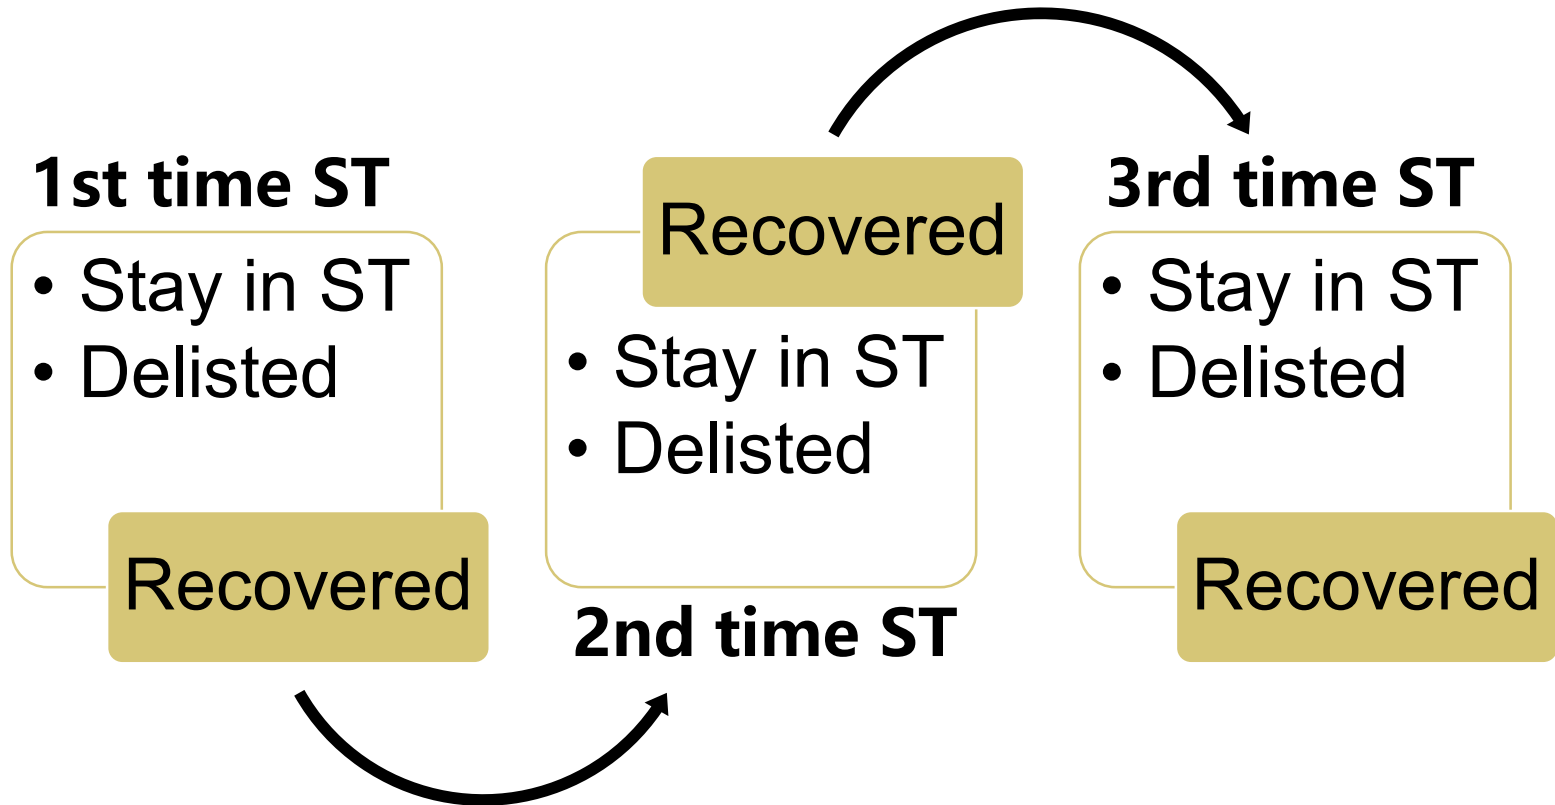 1st time ST
• Stay in ST
• Delisted
Recovered
Recovered
• Stay in ST
• Delisted
2nd time ST
3rd time ST
• Stay in ST
• Delisted
Recovered